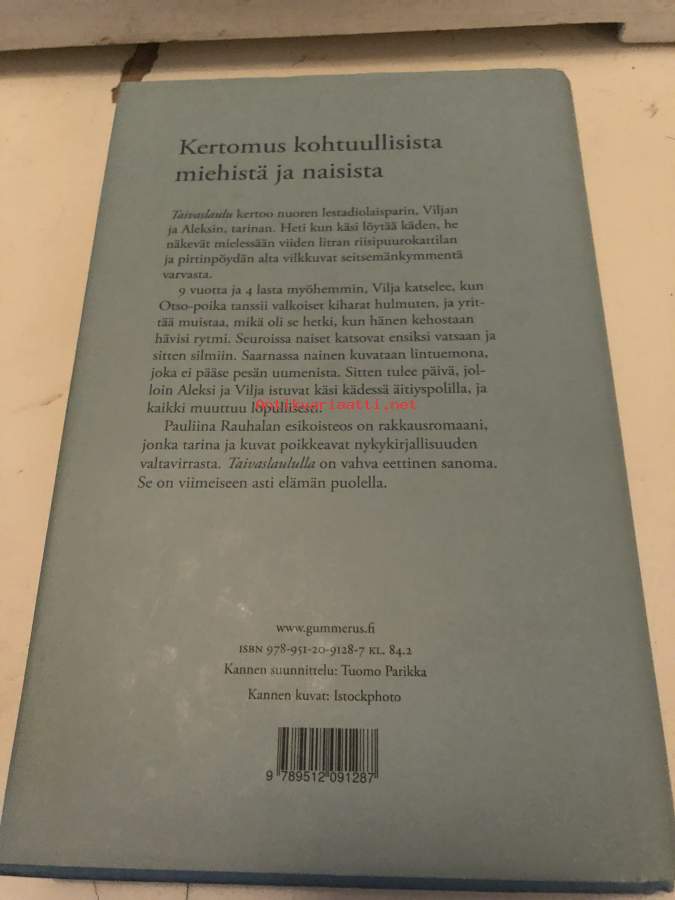 Kertomus kohtuullisista
miehistä ja naisista
Taivaslaulu kertoo nuoren lestadiolaisparin, Viljan
ja Aleksin, tarinan. Heti kun käsi löytää käden, he
näkevät mielessään viiden litran riisipuurokattilan
ja pirtinpöydän alta vilkkuvat seitsemänkymmentä
varvasta.
9 vuotta ja 4 lasta myöhemmin, Vilja katselee, kun
Otso-poika tanssii valkoiset kiharat hulmuten, ja yrit-
tää muistaa, mikä oli se hetki, kun hänen kehostaan
hävisi rytmi. Seuroissa naiset katsovat ensiksi vatsaan ja
sitten silmiin. Saarnassa nainen kuvataan lintuemona,
joka ei pääse pesän uumenista. Sitten tulee päivä, jol-
loin Aleksi ja Vilja istuvat käsi kädessä äitiyspolilla, ja
kaikki muuttuu lopullisesti.
Antikvariaatti.net
Pauliina Rauhalan esikoisteos on rakkausromaani,
jonka tarina ja kuvat poikkeavat nykykirjallisuuden
valtavirrasta. Taivaslaululla on vahva eettinen sanoma.
Se on viimeiseen asti elämän puolella.
www.gummerus.fi
ISBN 978-951-20-9128-7 KL. 84.2
Kannen suunnittelu: Tuomo Parikka
Kannen kuvat: Istockphoto
9 789512 091287